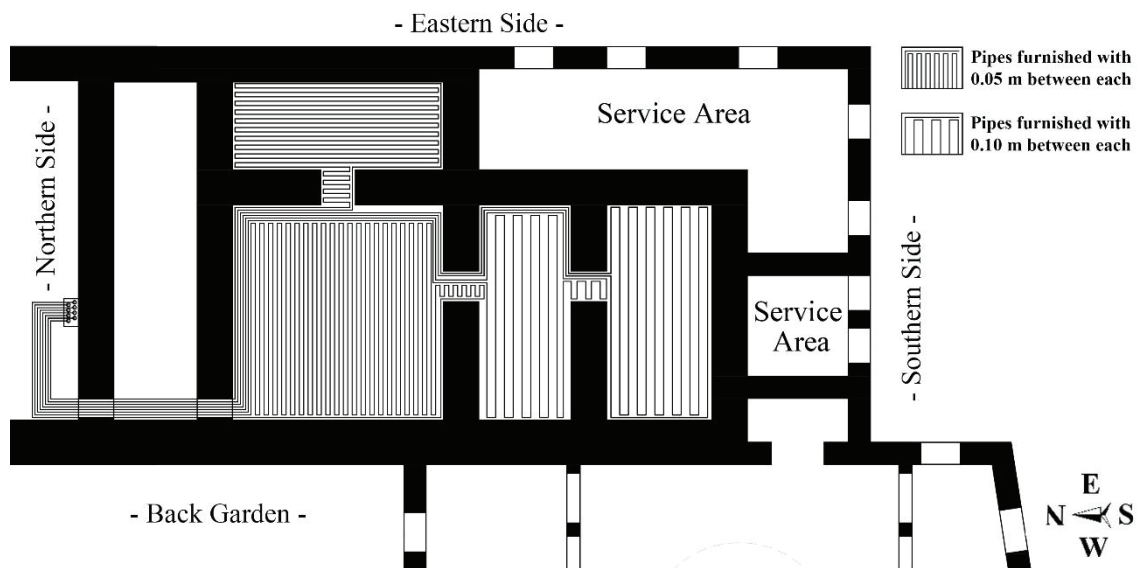 - Eastern Side -
Pipes furnished with
0.05 m between each
Pipes furnished with
0.10 m between each
Service Area
- Northern Side -
Service
Area
- Southern Side -
- Back Garden -
E
N S
W